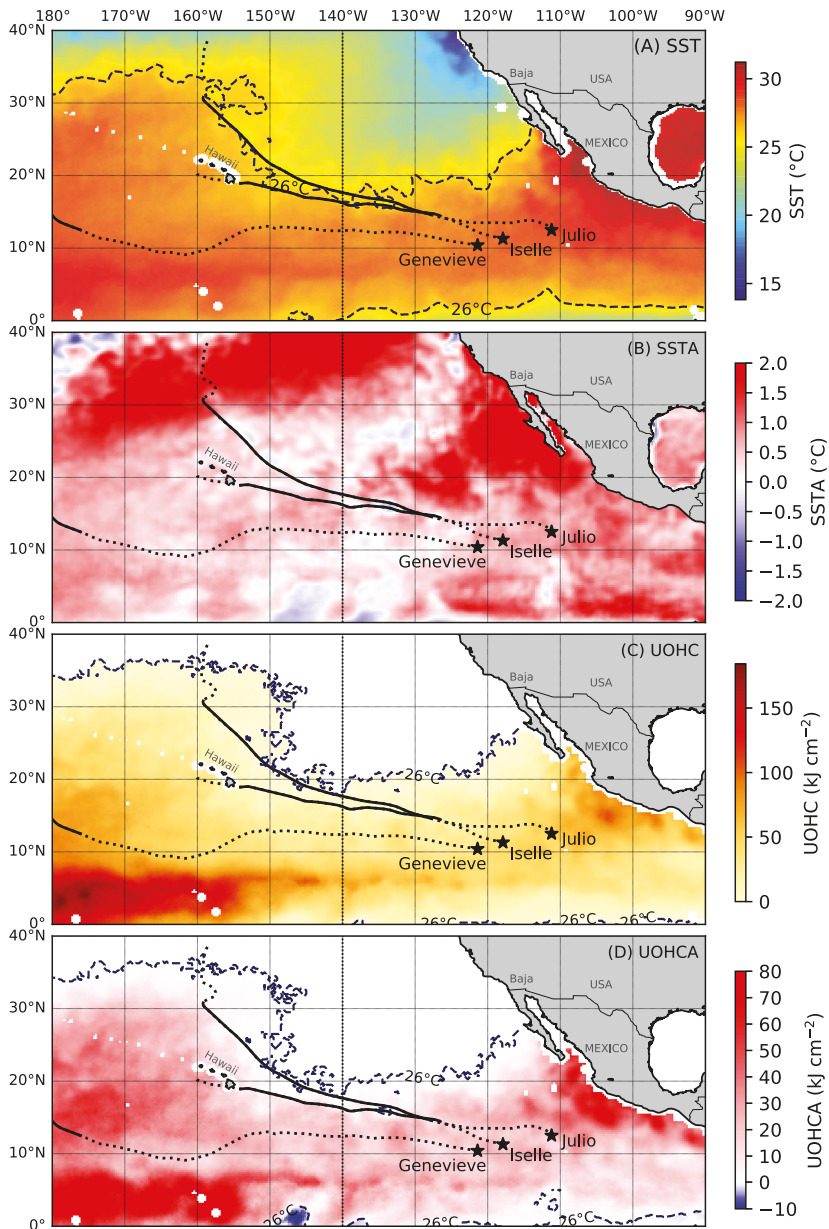 180 170°W 160°W 150°W 140°W 130°W 120°W 110°W 100°W 90°W
40°N
30°N
20°N
10°N
0°
(A) SST
Baja
USA
MEXICO
Hawaii
26°C
Genevieve
Iselle
Julio
26°C
30
25
20
15
SST (°C)
40°N
30°N
20°N
10°N
0°
(B) SSTA
Baja
USA
MEXICO
Hawaii
Genevieve
Iselle
Julio
2.0
1.5
1.0
0.5
0.0
−0.5
−1.0
−1.5
−2.0
SSTA (°C)
40°N
30°N
20°N
10°N
0°
(C) UOHC
Baja
USA
MEXICO
Hawaii
26°C
Genevieve
Iselle
Julio
26°C 26°C 26°C
150
100
50
0
UOHC (kJ cm−2)
40°N
30°N
20°N
10°N
0°
(D) UOHCA
Baja
USA
MEXICO
Hawaii
26°C
Genevieve
Iselle
Julio
26°C 26°C
80
70
60
50
40
30
20
10
0
−10
UOHCA (kJ cm−2)